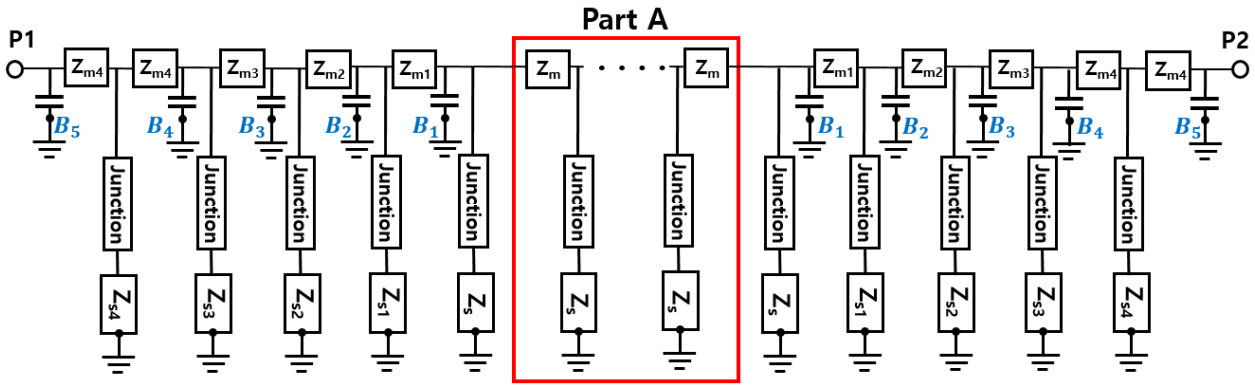 Part A
P1
P2
Zm4 Zm4 Zm3 Zm2 Zm1 Zm · · · · · Zm Zm1 Zm2 Zm3 Zm4 Zm4
B5 B4 B3 B2 B1 B1 B2 B3 B4 B5
Junction Junction Junction Junction Junction Junction Junction Junction Junction Junction Junction Junction
Zs4 Zs3 Zs2 Zs1 Zs Zs Zs Zs Zs1 Zs2 Zs3 Zs4